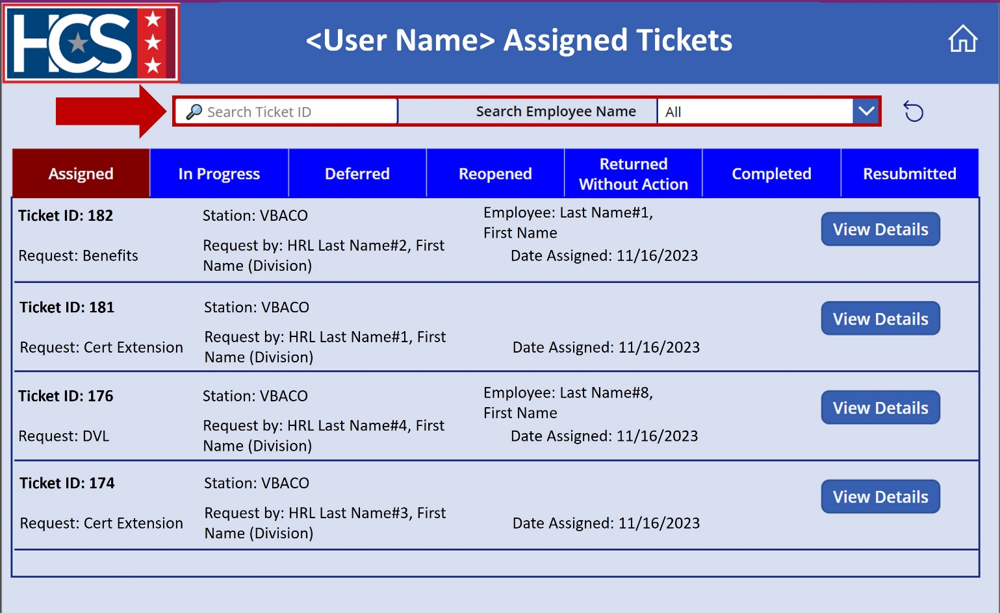 HCS
<User Name> Assigned Tickets
Search Ticket ID
Search Employee Name
All
Assigned
In Progress
Deferred
Reopened
Returned
Without Action
Completed
Resubmitted
Ticket ID: 182
Station: VBACO
Employee: Last Name#1,
First Name
View Details
Request: Benefits
Request by: HRL Last Name#2, First
Name (Division)
Date Assigned: 11/16/2023
Ticket ID: 181
Station: VBACO
View Details
Request: Cert Extension
Request by: HRL Last Name#1, First
Name (Division)
Date Assigned: 11/16/2023
Ticket ID: 176
Station: VBACO
Employee: Last Name#8,
First Name
View Details
Request: DVL
Request by: HRL Last Name#4, First
Name (Division)
Date Assigned: 11/16/2023
Ticket ID: 174
Station: VBACO
View Details
Request: Cert Extension
Request by: HRL Last Name#3, First
Name (Division)
Date Assigned: 11/16/2023